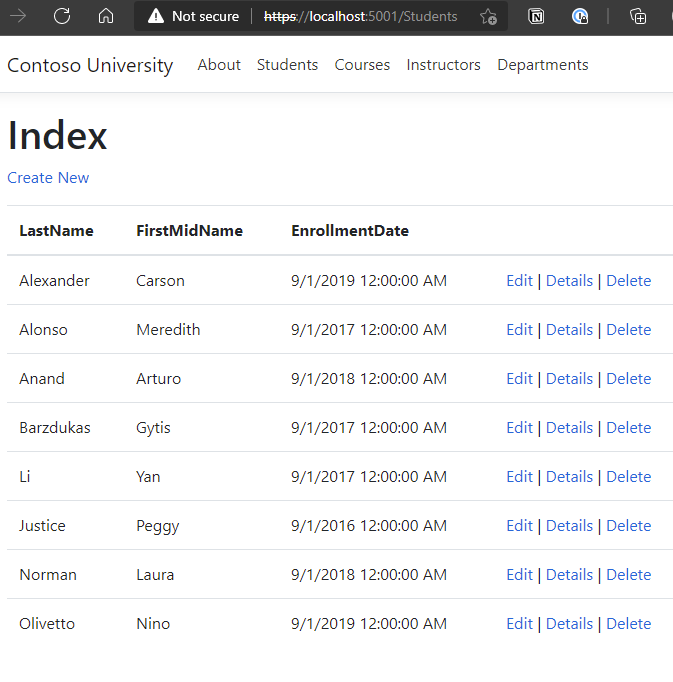 Not secure | https://localhost:5001/Students
Contoso University About Students Courses Instructors Departments
Index
Create New
LastName FirstMidName EnrollmentDate
Alexander Carson 9/1/2019 12:00:00 AM Edit | Details | Delete
Alonso Meredith 9/1/2017 12:00:00 AM Edit | Details | Delete
Anand Arturo 9/1/2018 12:00:00 AM Edit | Details | Delete
Barzdukas Gytis 9/1/2017 12:00:00 AM Edit | Details | Delete
Li Yan 9/1/2017 12:00:00 AM Edit | Details | Delete
Justice Peggy 9/1/2016 12:00:00 AM Edit | Details | Delete
Norman Laura 9/1/2018 12:00:00 AM Edit | Details | Delete
Olivetto Nino 9/1/2019 12:00:00 AM Edit | Details | Delete